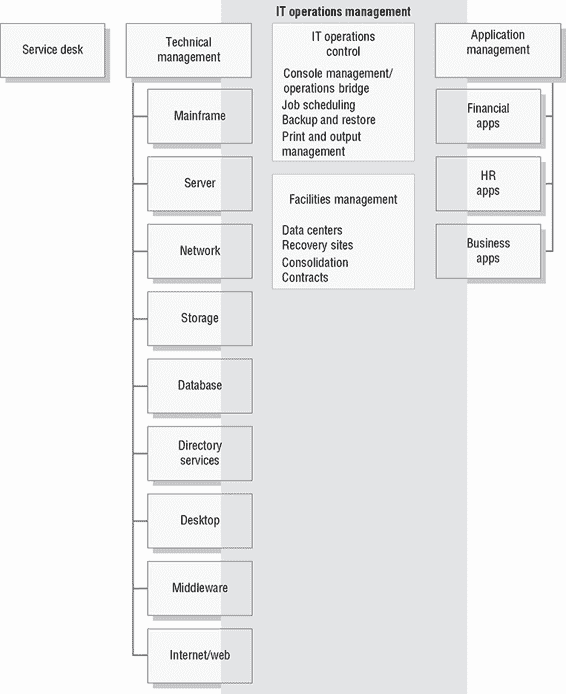 IT operations management
Service desk
Technical
management
Mainframe
Server
Network
Storage
Database
Directory
services
Desktop
Middleware
Internet/web
IT operations
control
Console management/
operations bridge
Job scheduling
Backup and restore
Print and output
management
Facilities management
Data centers
Recovery sites
Consolidation
Contracts
Application
management
Financial
apps
HR
apps
Business
apps